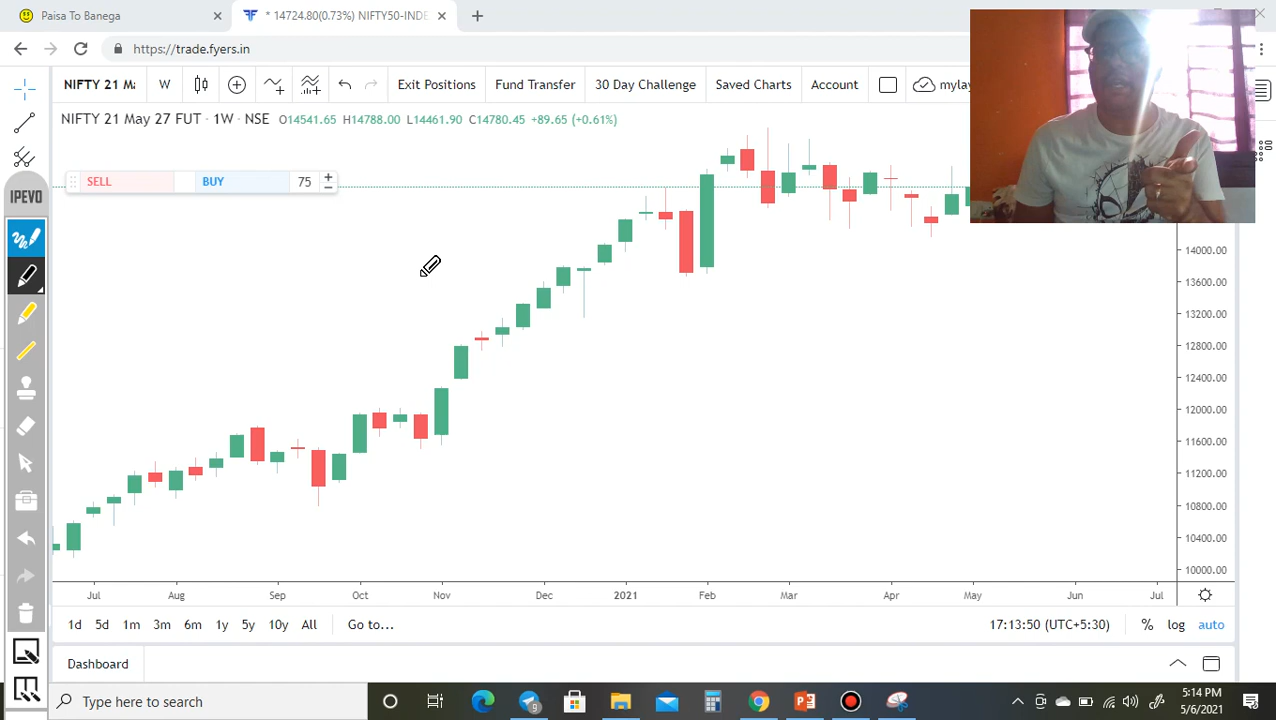 Paisa To Banega
* 14724.80(0.73%) NIFTY50-INDE
https://trade.fyers.in
NIFTY 21 M: W Exit Positions Fund Transfer 30 Day Challenge Saved Charts Account mylay
NIFTY 21 May 27 FUT · 1W · NSE O14541.65 H14788.00 L14461.90 C14780.45 +89.65 (+0.61%)
SELL BUY 75
IPEVO
14000.00
13600.00
13200.00
12800.00
12400.00
12000.00
11600.00
11200.00
10800.00
10400.00
10000.00
Jul Aug Sep Oct Nov Dec 2021 Feb Mar Apr May Jun Jul
1d 5d 1m 3m 6m 1y 5y 10y All Go to... 17:13:50 (UTC+5:30) % log auto
Dashboard
Type here to search
5:14 PM
5/6/2021